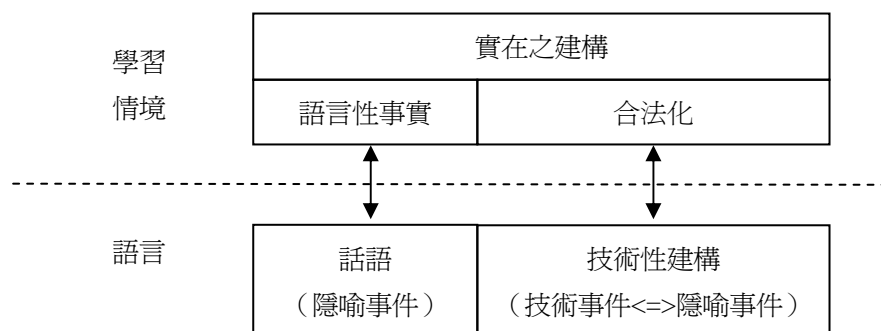 學習
情境
實在之建構
語言性事實
合法化
語言
話語
（隱喻事件）
技術性建構
（技術事件<=>隱喻事件）